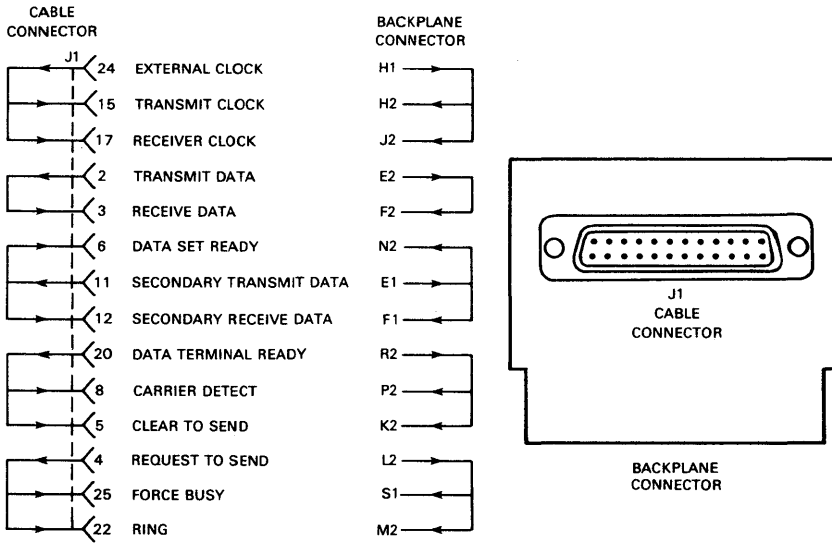 CABLE
CONNECTOR
BACKPLANE
CONNECTOR
J1
24 EXTERNAL CLOCK H1
15 TRANSMIT CLOCK H2
17 RECEIVER CLOCK J2
2 TRANSMIT DATA E2
3 RECEIVE DATA F2
6 DATA SET READY N2
11 SECONDARY TRANSMIT DATA E1
12 SECONDARY RECEIVE DATA F1
20 DATA TERMINAL READY R2
8 CARRIER DETECT P2
5 CLEAR TO SEND K2
4 REQUEST TO SEND L2
25 FORCE BUSY S1
22 RING M2
J1
CABLE
CONNECTOR
BACKPLANE
CONNECTOR